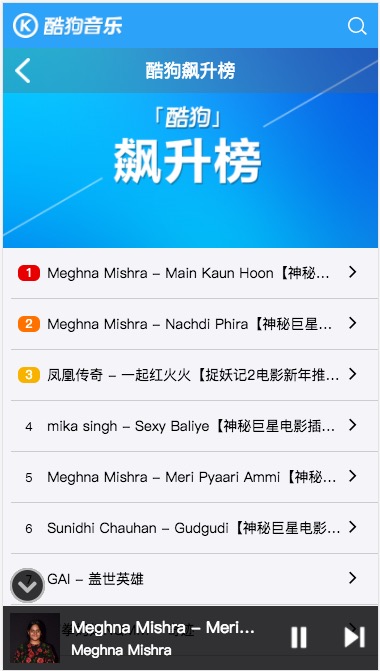 酷狗音乐
酷狗飙升榜
「酷狗」
飙升榜
1 Meghna Mishra – Main Kaun Hoon【神秘...
2 Meghna Mishra – Nachdi Phira【神秘巨星...
3 凤凰传奇 – 一起红火火【捉妖记2电影新年推...
4 mika singh – Sexy Baliye【神秘巨星电影插...
5 Meghna Mishra – Meri Pyaari Ammi【神秘...
6 Sunidhi Chauhan – Gudgudi【神秘巨星电影...
7 GAI – 盖世英雄
Meghna Mishra – Meri...
Meghna Mishra